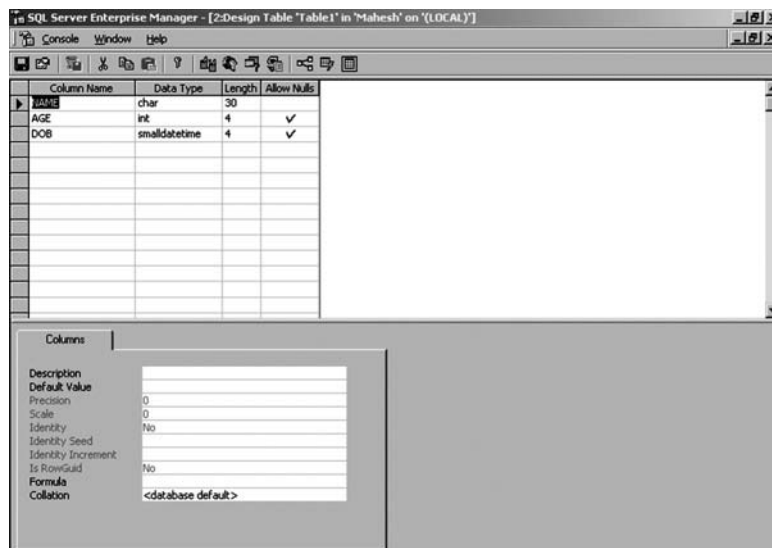 SQL Server Enterprise Manager - [2:Design Table 'Table1' in 'Mahesh' on '(LOCAL)']
Console Window Help
Column Name Data Type Length Allow Nulls
NAME char 30
AGE int 4
DOB smalldatetime 4
Columns
Description
Default Value
Precision 0
Scale 0
Identity No
Identity Seed
Identity Increment
Is RowGuid No
Formula
Collation <database default>